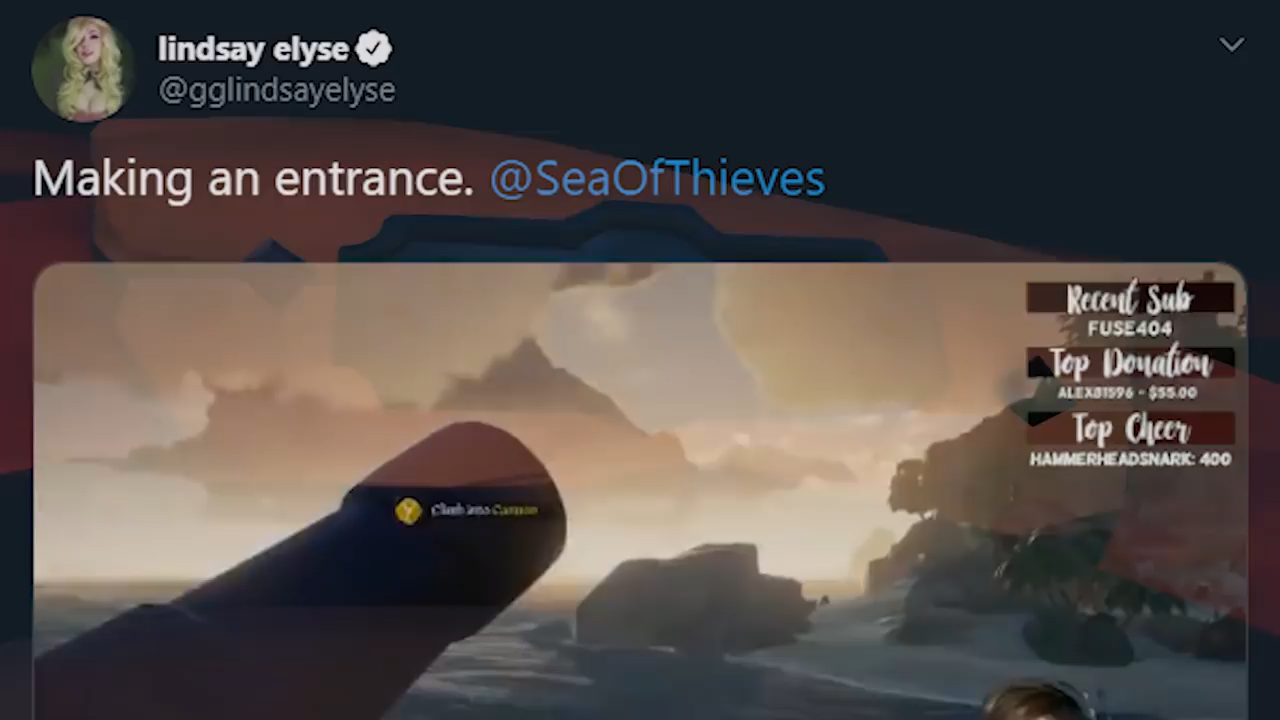 lindsay elyse
@gglindsayelyse
Making an entrance. @SeaOfThieves
Recent Sub
FUSE404
Top Donation
ALEX81596 - $55.00
Top Cheer
HAMMERHEADSNARK: 400
Climb into Cannon